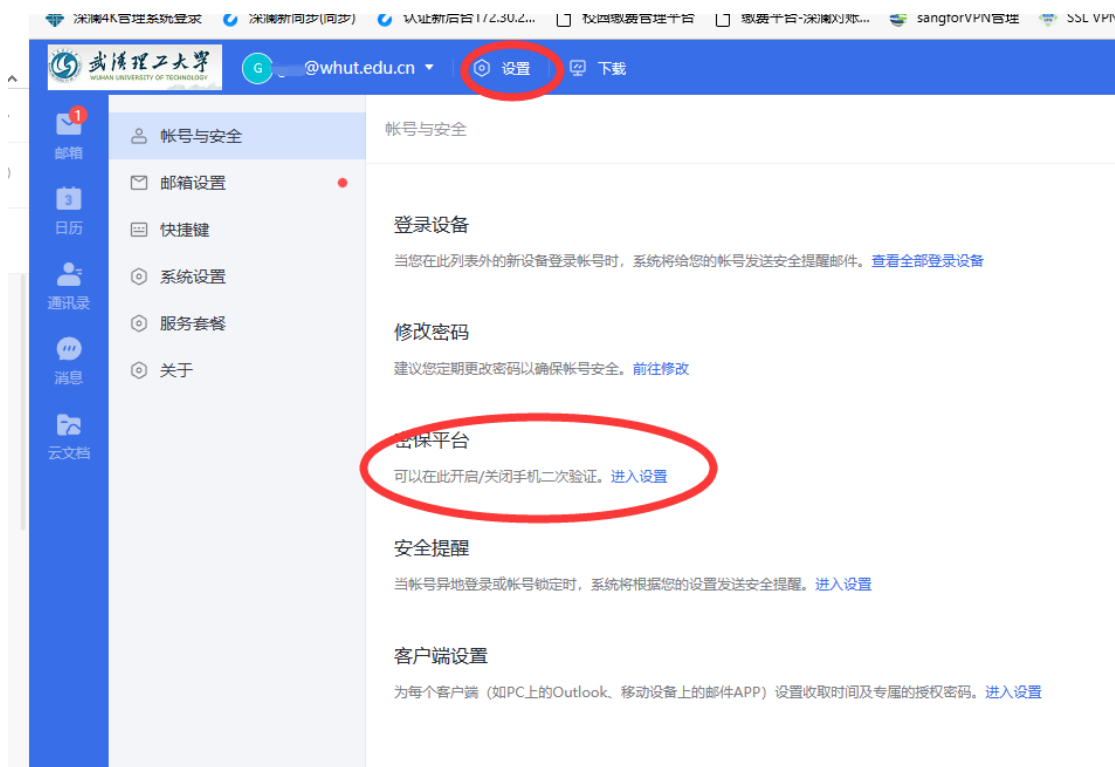 深澜4K管理系统登录 深澜新同步(同步) 认证新后台172.30.2... 校园缴费管理平台 缴费平台-深澜对账... sangforVPN管理 SSL VPN
武汉理工大学
WUHAN UNIVERSITY OF TECHNOLOGY
G @whut.edu.cn 设置 下载
1
邮箱
3
日历
通讯录
消息
云文档
帐号与安全
邮箱设置
快捷键
系统设置
服务套餐
关于
帐号与安全
登录设备
当您在此列表外的新设备登录帐号时，系统将给您的帐号发送安全提醒邮件。查看全部登录设备
修改密码
建议您定期更改密码以确保帐号安全。前往修改
密保平台
可以在此开启/关闭手机二次验证。进入设置
安全提醒
当帐号异地登录或帐号锁定时，系统将根据您的设置发送安全提醒。进入设置
客户端设置
为每个客户端（如PC上的Outlook、移动设备上的邮件APP）设置收取时间及专属的授权密码。进入设置